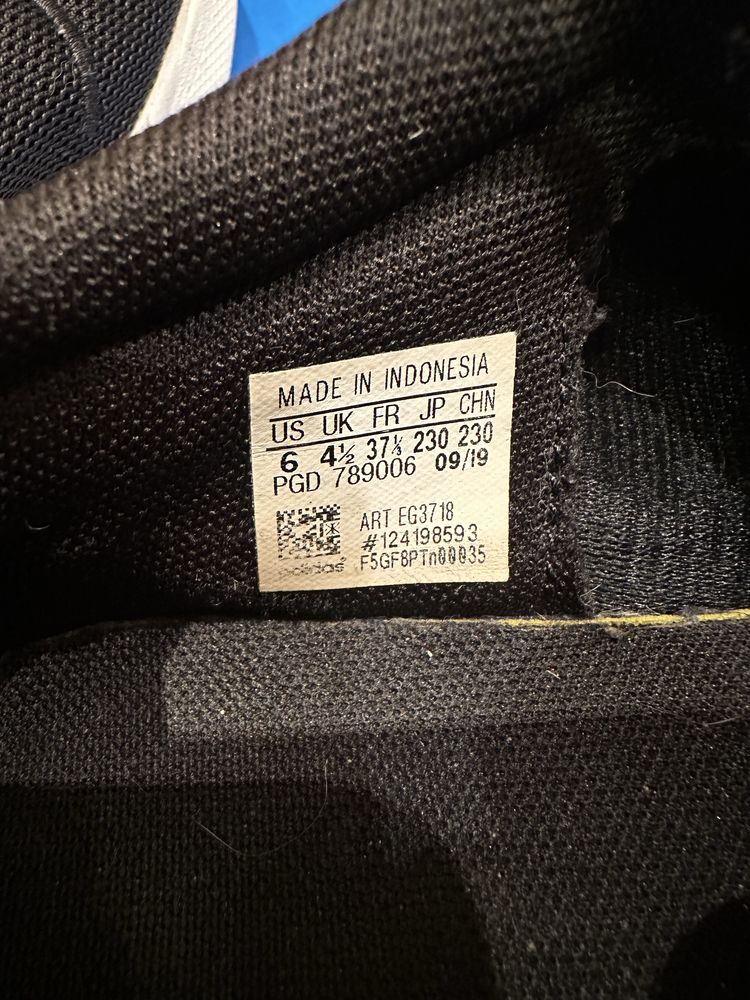 MADE IN INDONESIA
US UK FR JP CHN
6 4½ 37⅓ 230 230
PGD 789006 09/19
ART EG3718
#124198593
adidas F5GF8PTn00035